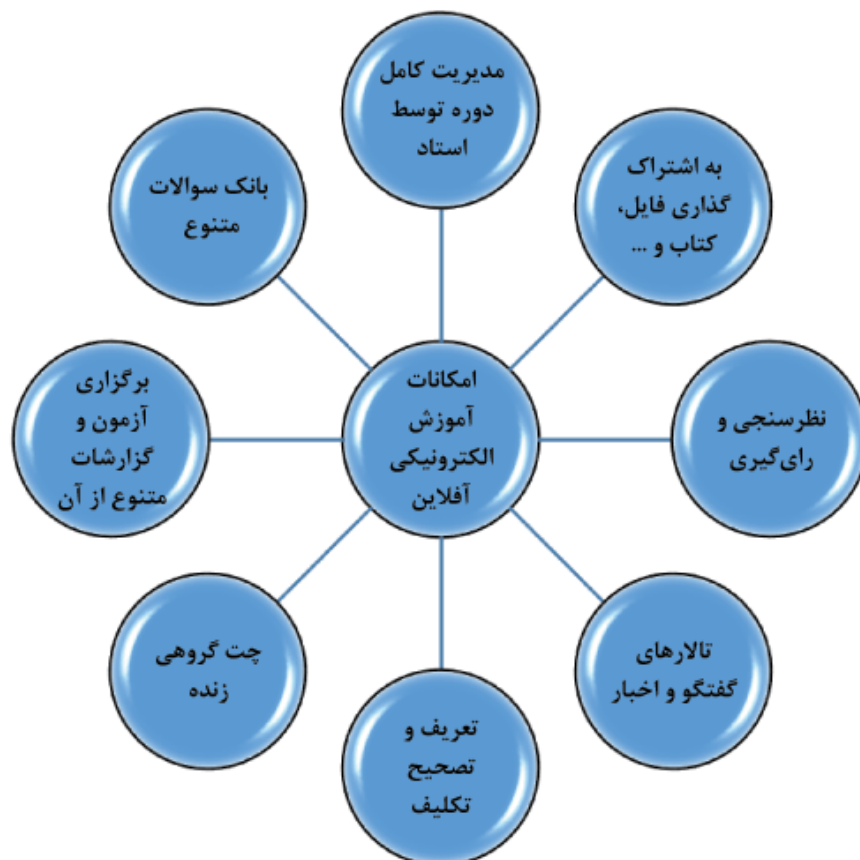 مدیریت کامل
دوره توسط
استاد
به اشتراک
گذاری فایل،
کتاب و ...
نظرسنجی و
رای‌گیری
تالارهای
گفتگو و اخبار
تعریف و
تصحیح
تکلیف
چت گروهی
زنده
برگزاری
آزمون و
گزارشات
متنوع از آن
بانک سوالات
متنوع
امکانات
آموزش
الکترونیکی
آفلاین